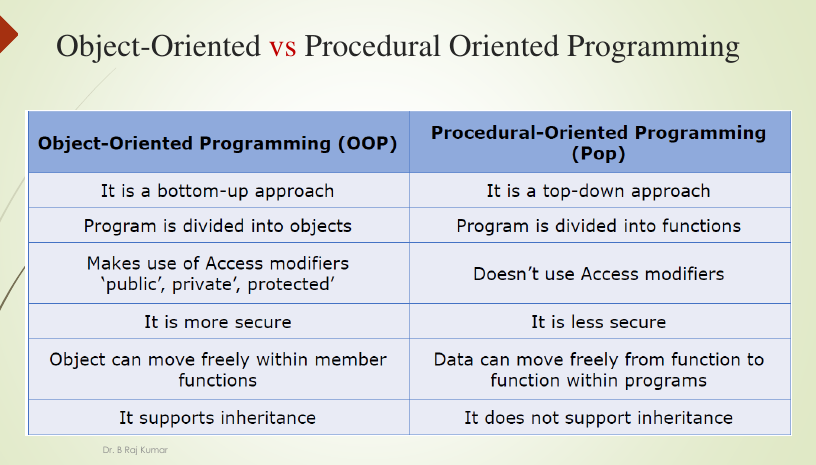 Object-Oriented vs Procedural Oriented Programming
Object-Oriented Programming (OOP)
Procedural-Oriented Programming
(Pop)
It is a bottom-up approach
It is a top-down approach
Program is divided into objects
Program is divided into functions
Makes use of Access modifiers
‘public’, private’, protected’
Doesn’t use Access modifiers
It is more secure
It is less secure
Object can move freely within member
functions
Data can move freely from function to
function within programs
It supports inheritance
It does not support inheritance
Dr. B Raj Kumar